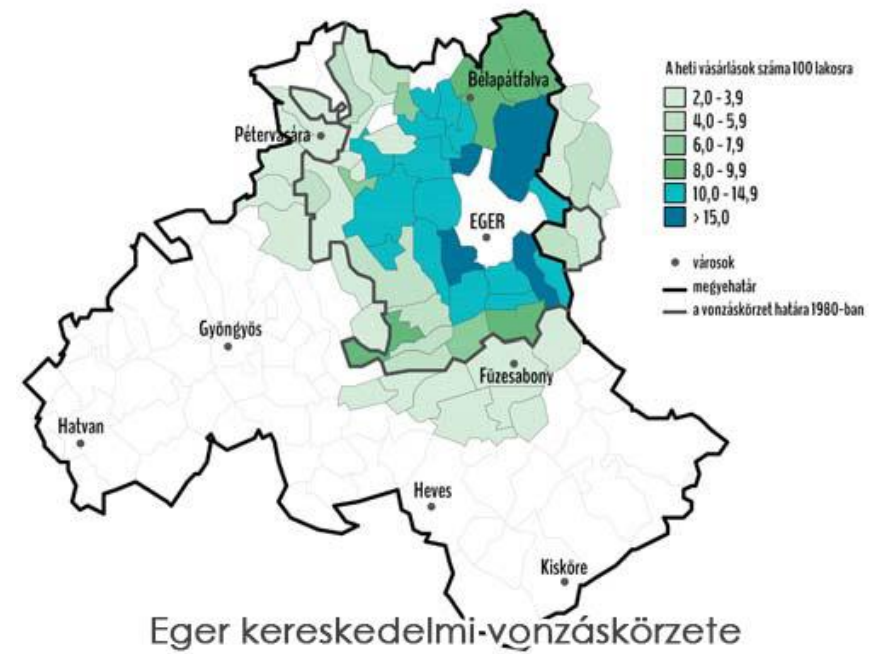 A heti vásárlások száma 100 lakosra
2,0 - 3,9
4,0 - 5,9
6,0 - 7,9
8,0 - 9,9
10,0 - 14,9
> 15,0
városok
megyehatár
a vonzáskörzet határa 1980-ban
Bélapátfalva
Pétervására
EGER
Gyöngyös
Füzesabony
Hatvan
Heves
Kisköre
Eger kereskedelmi-vonzáskörzete